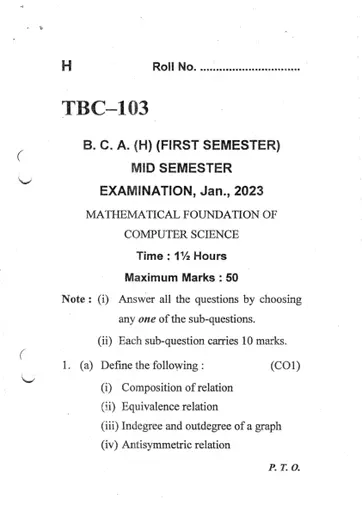 H Roll No. ...............................
TBC–103
B. C. A. (H) (FIRST SEMESTER)
MID SEMESTER
EXAMINATION, Jan., 2023
MATHEMATICAL FOUNDATION OF
COMPUTER SCIENCE
Time : 1½ Hours
Maximum Marks : 50
Note : (i) Answer all the questions by choosing
any one of the sub-questions.
(ii) Each sub-question carries 10 marks.
1. (a) Define the following : (CO1)
(i) Composition of relation
(ii) Equivalence relation
(iii) Indegree and outdegree of a graph
(iv) Antisymmetric relation
P. T. O.